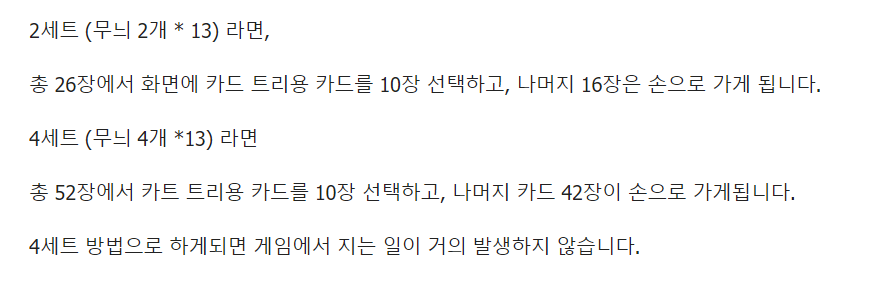 2세트 (무늬 2개 * 13) 라면,
총 26장에서 화면에 카드 트리용 카드를 10장 선택하고, 나머지 16장은 손으로 가게 됩니다.
4세트 (무늬 4개 *13) 라면
총 52장에서 카트 트리용 카드를 10장 선택하고, 나머지 카드 42장이 손으로 가게됩니다.
4세트 방법으로 하게되면 게임에서 지는 일이 거의 발생하지 않습니다.